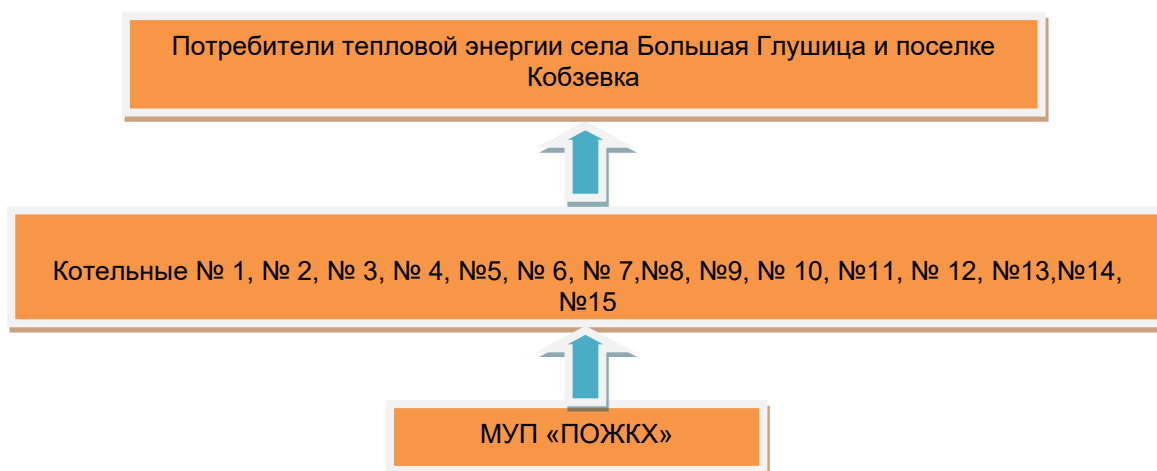 Потребители тепловой энергии села Большая Глушица и поселке
Кобзевка
Котельные № 1, № 2, № 3, № 4, №5, № 6, № 7,№8, №9, № 10, №11, № 12, №13,№14,
№15
МУП «ПОЖКХ»